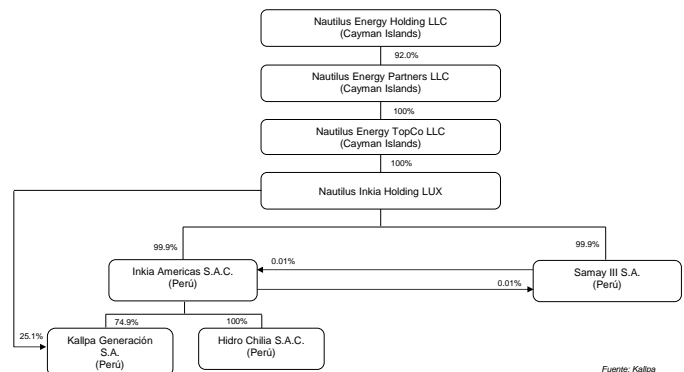 Nautilus Energy Holding LLC
(Cayman Islands)
92.0%
Nautilus Energy Partners LLC
(Cayman Islands)
100%
Nautilus Energy TopCo LLC
(Cayman Islands)
100%
Nautilus Inkia Holding LUX
99.9%
99.9%
Inkia Americas S.A.C.
(Perú)
0.01%
0.01%
Samay III S.A.
(Perú)
25.1%
74.9%
100%
Kallpa Generación
S.A.
(Perú)
Hidro Chilia S.A.C.
(Perú)
Fuente: Kallpa